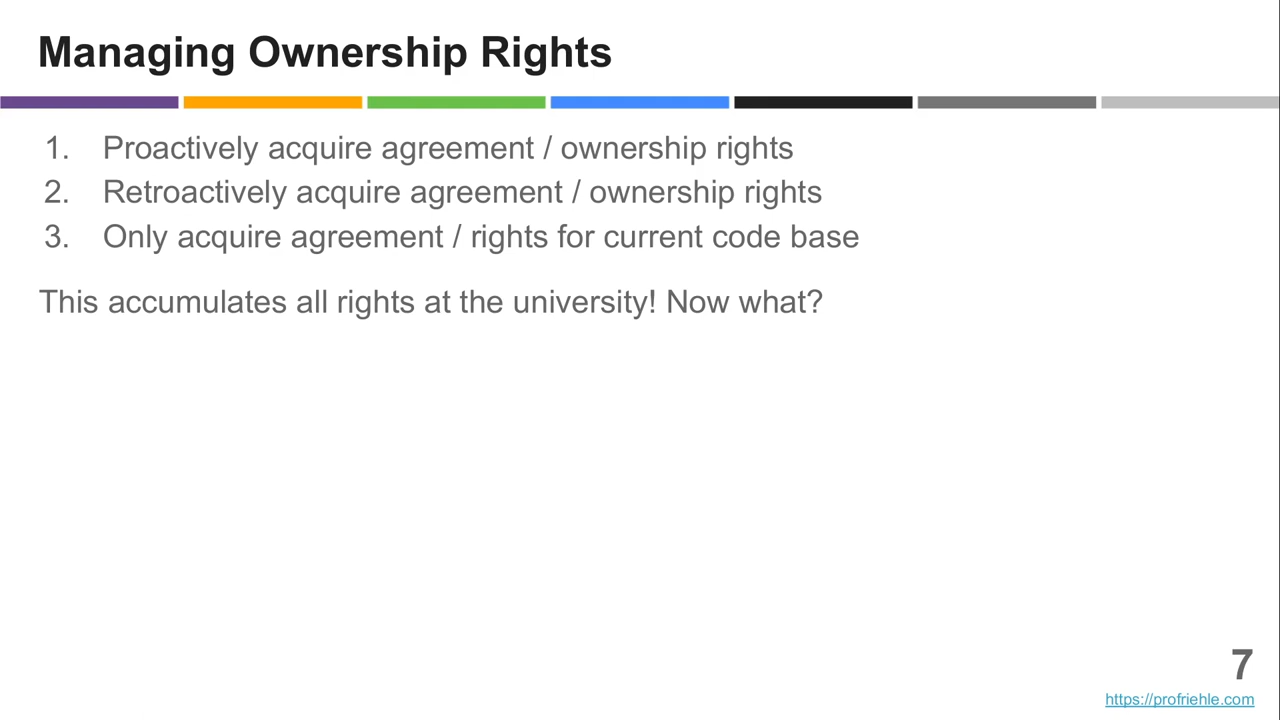 Managing Ownership Rights
1. Proactively acquire agreement / ownership rights
2. Retroactively acquire agreement / ownership rights
3. Only acquire agreement / rights for current code base
This accumulates all rights at the university! Now what?
7
https://profriehle.com